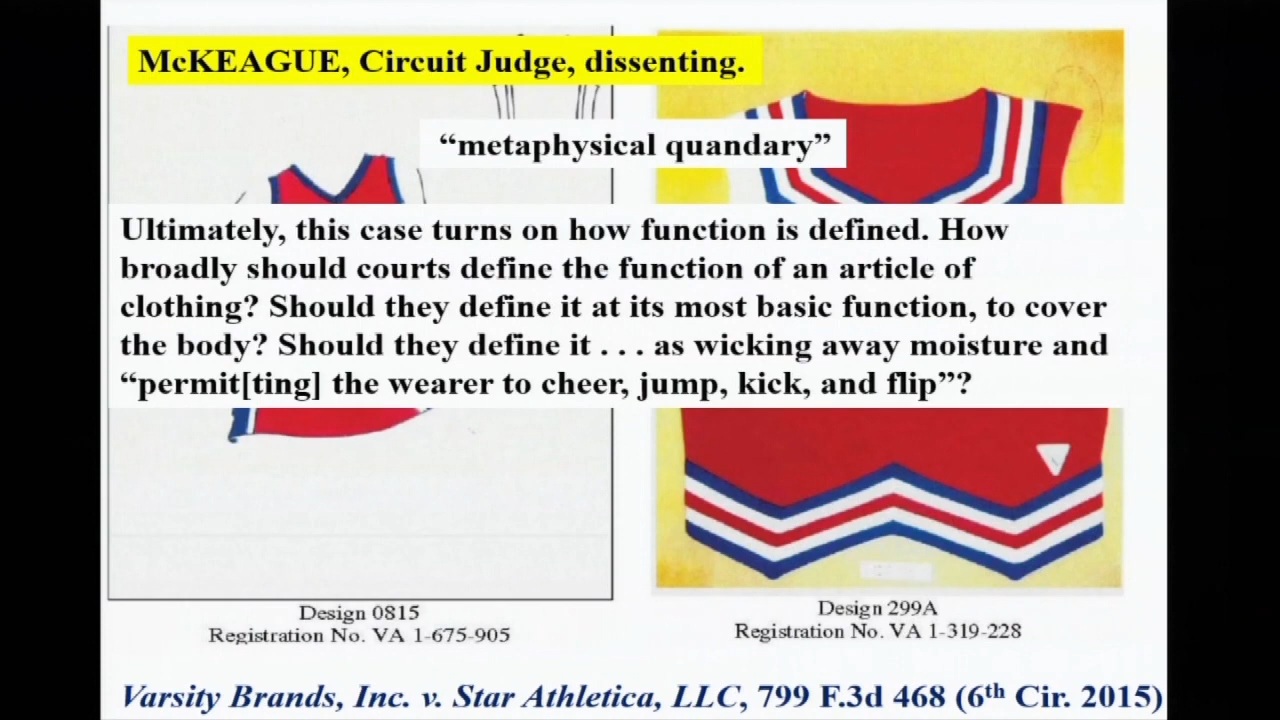 McKEAGUE, Circuit Judge, dissenting.
“metaphysical quandary”
Ultimately, this case turns on how function is defined. How
broadly should courts define the function of an article of
clothing? Should they define it at its most basic function, to cover
the body? Should they define it . . . as wicking away moisture and
“permit[ting] the wearer to cheer, jump, kick, and flip”?
Design 0815
Registration No. VA 1-675-905
Design 299A
Registration No. VA 1-319-228
Varsity Brands, Inc. v. Star Athletica, LLC, 799 F.3d 468 (6th Cir. 2015)